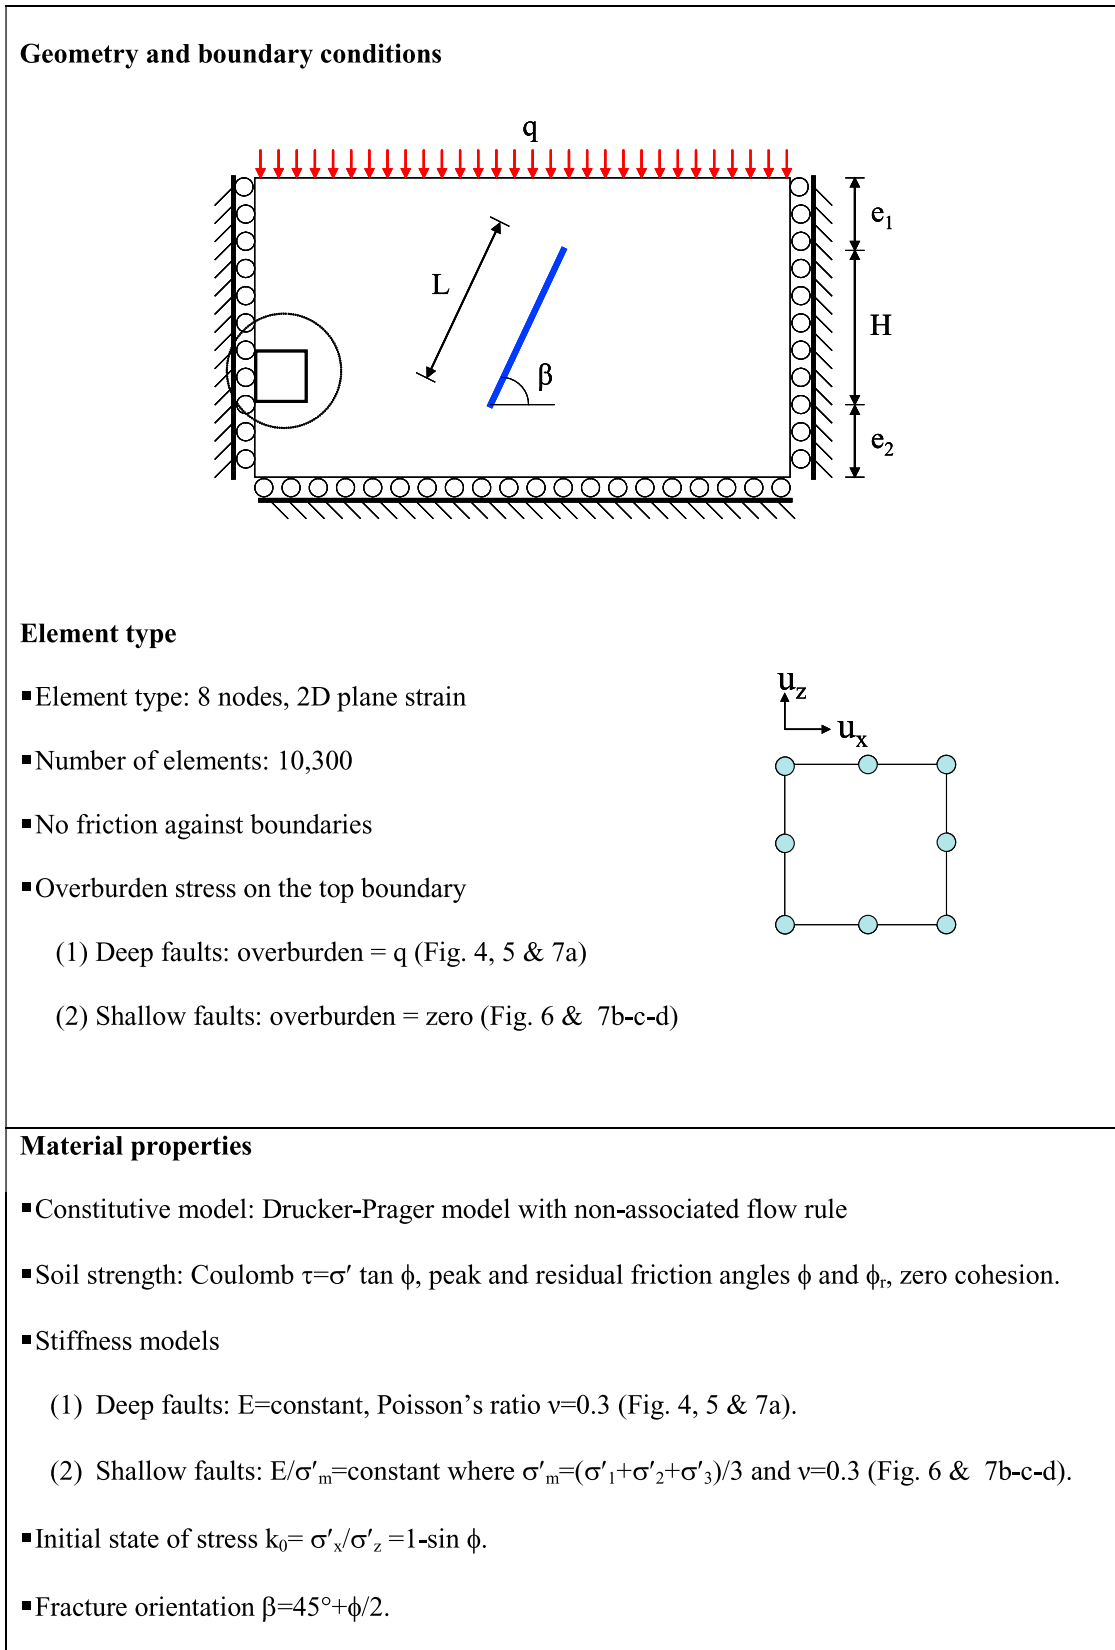 Geometry and boundary conditions
q
e1
L
H
β
e2
Element type
▪Element type: 8 nodes, 2D plane strain
▪Number of elements: 10,300
▪No friction against boundaries
▪Overburden stress on the top boundary
(1) Deep faults: overburden = q (Fig. 4, 5 & 7a)
(2) Shallow faults: overburden = zero (Fig. 6 & 7b-c-d)
uz
ux
Material properties
▪Constitutive model: Drucker-Prager model with non-associated flow rule
▪Soil strength: Coulomb τ=σ′ tan ϕ, peak and residual friction angles ϕ and ϕr, zero cohesion.
▪Stiffness models
(1) Deep faults: E=constant, Poisson’s ratio ν=0.3 (Fig. 4, 5 & 7a).
(2) Shallow faults: E/σ′m=constant where σ′m=(σ′1+σ′2+σ′3)/3 and ν=0.3 (Fig. 6 & 7b-c-d).
▪Initial state of stress k0= σ′x/σ′z =1-sin ϕ.
▪Fracture orientation β=45°+ϕ/2.